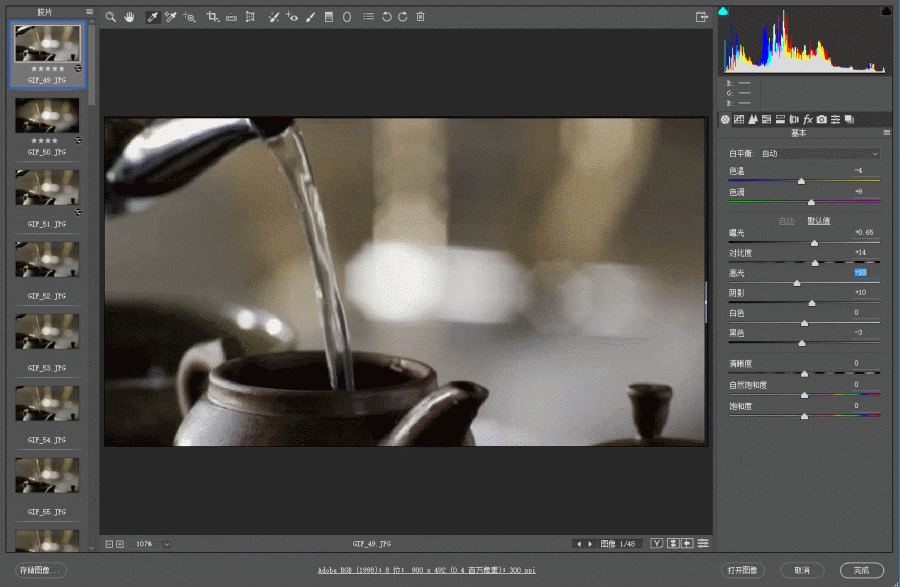 胶片
GIF_49.JPG
GIF_50.JPG
GIF_51.JPG
GIF_52.JPG
GIF_53.JPG
GIF_54.JPG
GIF_55.JPG
存储图像...
107%
GIF_49.JPG
图像 1/48
Y
Adobe RGB (1998); 8 位; 900 x 492 (0.4 百万像素); 300 ppi
R: ---
G: ---
B: ---
fx
基本
白平衡: 自动
色温 -4
色调 +9
自动 默认值
曝光 +0.65
对比度 +14
高光 -10
阴影 +10
白色 0
黑色 -3
清晰度 0
自然饱和度 0
饱和度 0
打开图像 取消 完成